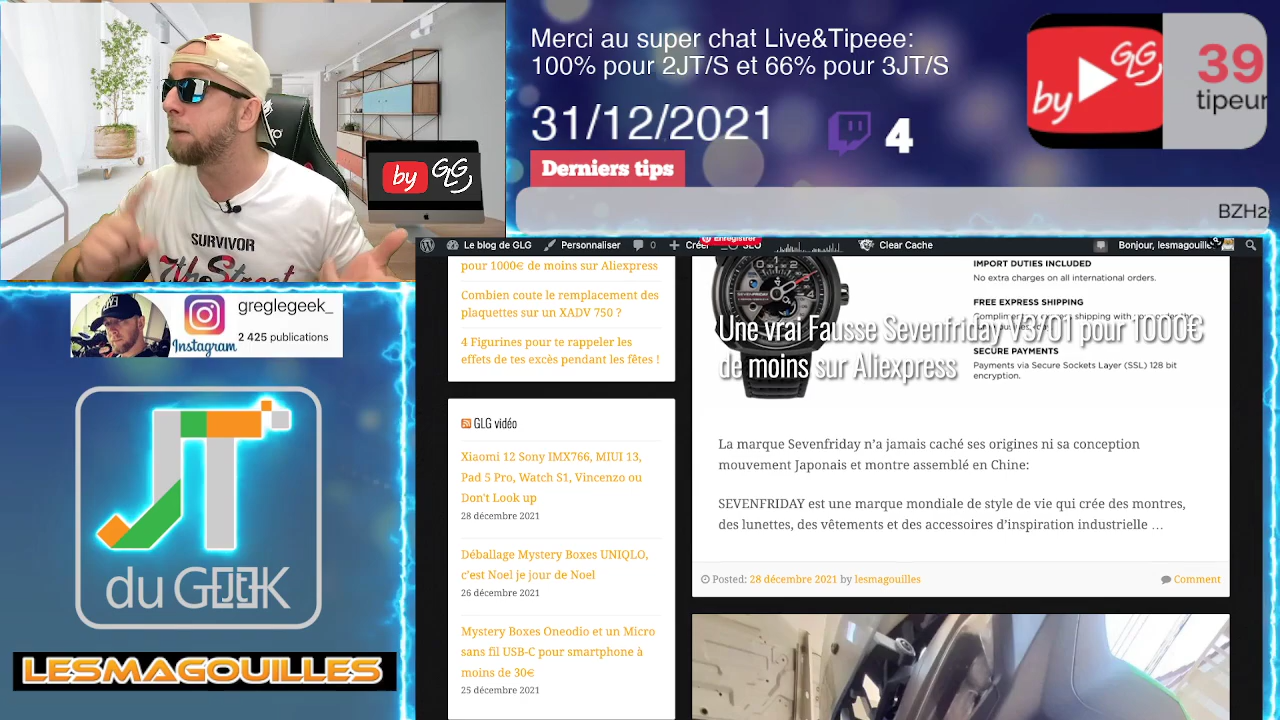 Merci au super chat Live&Tipeee:
100% pour 2JT/S et 66% pour 3JT/S
31/12/2021
4
Derniers tips
by GLG
39
tipeur
BZH2
by GLG
SURVIVOR
7th Street
greglegeek_
2 425 publications
Instagram
JT
du GEEK
LESMAGOUILLES
Le blog de GLG
Personnaliser
0
Créer
Enregistrer
SEO
Clear Cache
Bonjour, lesmagouilles
pour 1000€ de moins sur Aliexpress
Combien coute le remplacement des
plaquettes sur un XADV 750 ?
4 Figurines pour te rappeler les
effets de tes excès pendant les fêtes !
GLG vidéo
Xiaomi 12 Sony IMX766, MIUI 13,
Pad 5 Pro, Watch S1, Vincenzo ou
Don't Look up
28 décembre 2021
Déballage Mystery Boxes UNIQLO,
c'est Noel je jour de Noel
26 décembre 2021
Mystery Boxes Oneodio et un Micro
sans fil USB-C pour smartphone à
moins de 30€
25 décembre 2021
IMPORT DUTIES INCLUDED
No extra charges on all international orders.
FREE EXPRESS SHIPPING
SECURE PAYMENTS
Payments via Secure Sockets Layer (SSL) 128 bit
encryption.
Une vrai Fausse Sevenfriday V3/01 pour 1000€
de moins sur Aliexpress
La marque Sevenfriday n'a jamais caché ses origines ni sa conception
mouvement Japonais et montre assemblé en Chine:
SEVENFRIDAY est une marque mondiale de style de vie qui crée des montres,
des lunettes, des vêtements et des accessoires d'inspiration industrielle …
Posted: 28 décembre 2021 by lesmagouilles
Comment